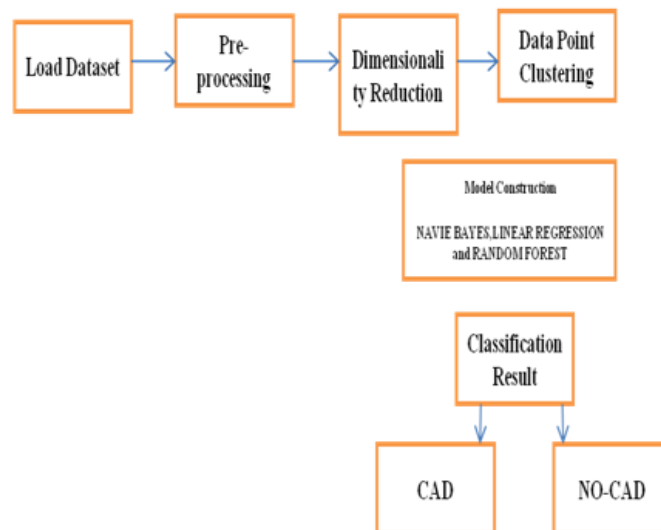 Load Dataset
Pre-
processing
Dimensionali
ty Reduction
Data Point
Clustering
Model Construction
NAVIE BAYES,LINEAR REGRESSION
and RANDOM FOREST
Classification
Result
CAD
NO-CAD